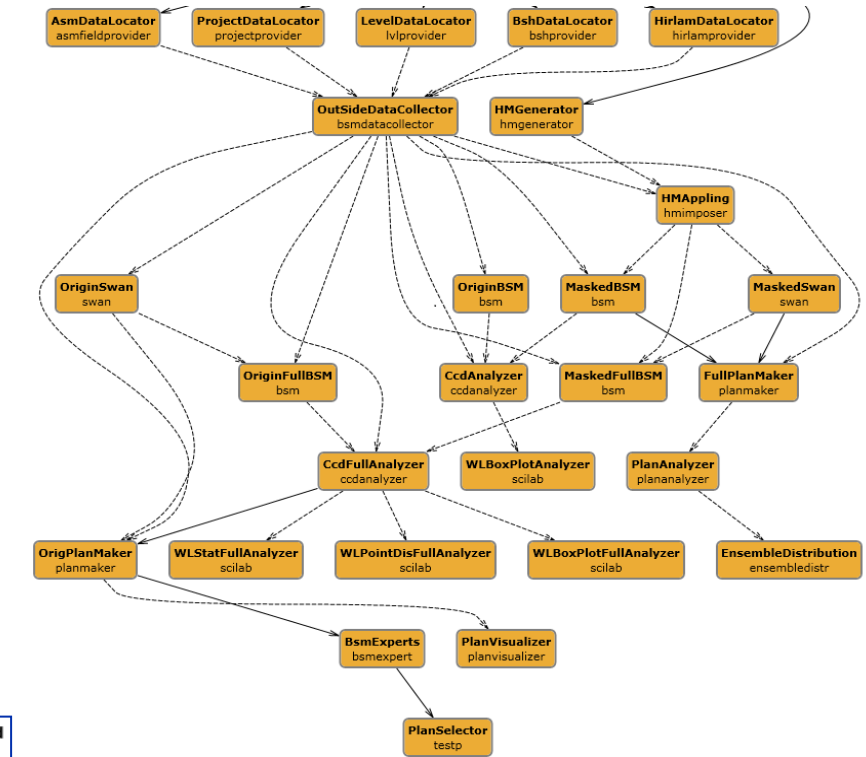 AsmDataLocator
asmfieldprovider
ProjectDataLocator
projectprovider
LevelDataLocator
lvlprovider
BshDataLocator
bshprovider
HirlamDataLocator
hirlamprovider
OutSideDataCollector
bsmdatacollector
HMGenerator
hmgenerator
HMAppling
hmimposer
OriginSwan
swan
OriginBSM
bsm
MaskedBSM
bsm
MaskedSwan
swan
OriginFullBSM
bsm
CcdAnalyzer
ccdanalyzer
MaskedFullBSM
bsm
FullPlanMaker
planmaker
CcdFullAnalyzer
ccdanalyzer
WLBoxPlotAnalyzer
scilab
PlanAnalyzer
plananalyzer
OrigPlanMaker
planmaker
WLStatFullAnalyzer
scilab
WLPointDisFullAnalyzer
scilab
WLBoxPlotFullAnalyzer
scilab
EnsembleDistribution
ensembledistr
BsmExperts
bsmexpert
PlanVisualizer
planvisualizer
PlanSelector
testp